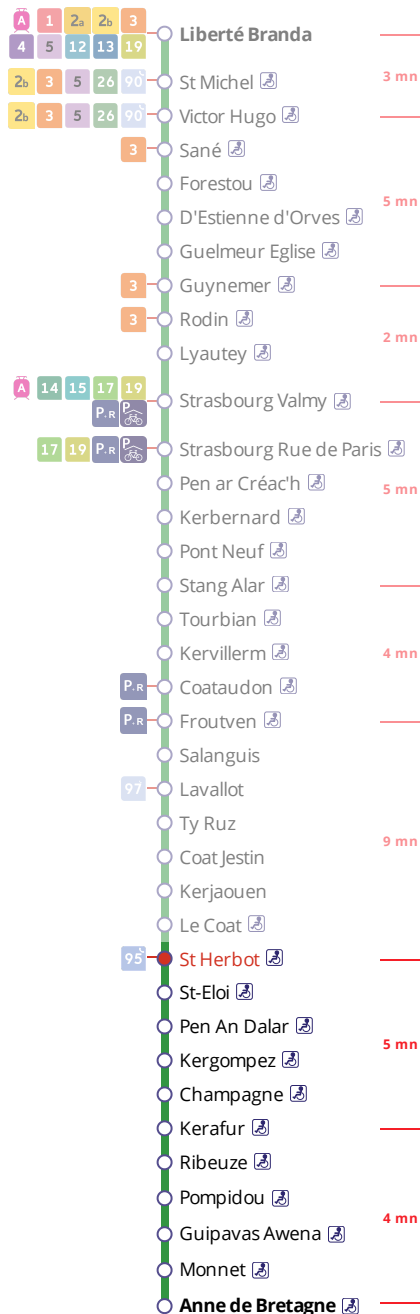 A 1 2a 2b 3
4 5 12 13 19
Liberté Branda
3 mn
2b 3 5 26 90
St Michel
2b 3 5 26 90
Victor Hugo
3 Sané
Forestou
5 mn
D'Estienne d'Orves
Guelmeur Eglise
3 Guynemer
3 Rodin
2 mn
Lyautey
A 14 15 17 19
Strasbourg Valmy
P.R P
17 19 P.R P
Strasbourg Rue de Paris
Pen ar Créac'h
5 mn
Kerbernard
Pont Neuf
Stang Alar
Tourbian
Kervillerm
4 mn
P.R Coataudon
P.R Froutven
Salanguis
97 Lavallot
Ty Ruz
9 mn
Coat Jestin
Kerjaouen
Le Coat
95 St Herbot
St-Eloi
Pen An Dalar
5 mn
Kergompez
Champagne
Kerafur
Ribeuze
Pompidou
4 mn
Guipavas Awena
Monnet
Anne de Bretagne